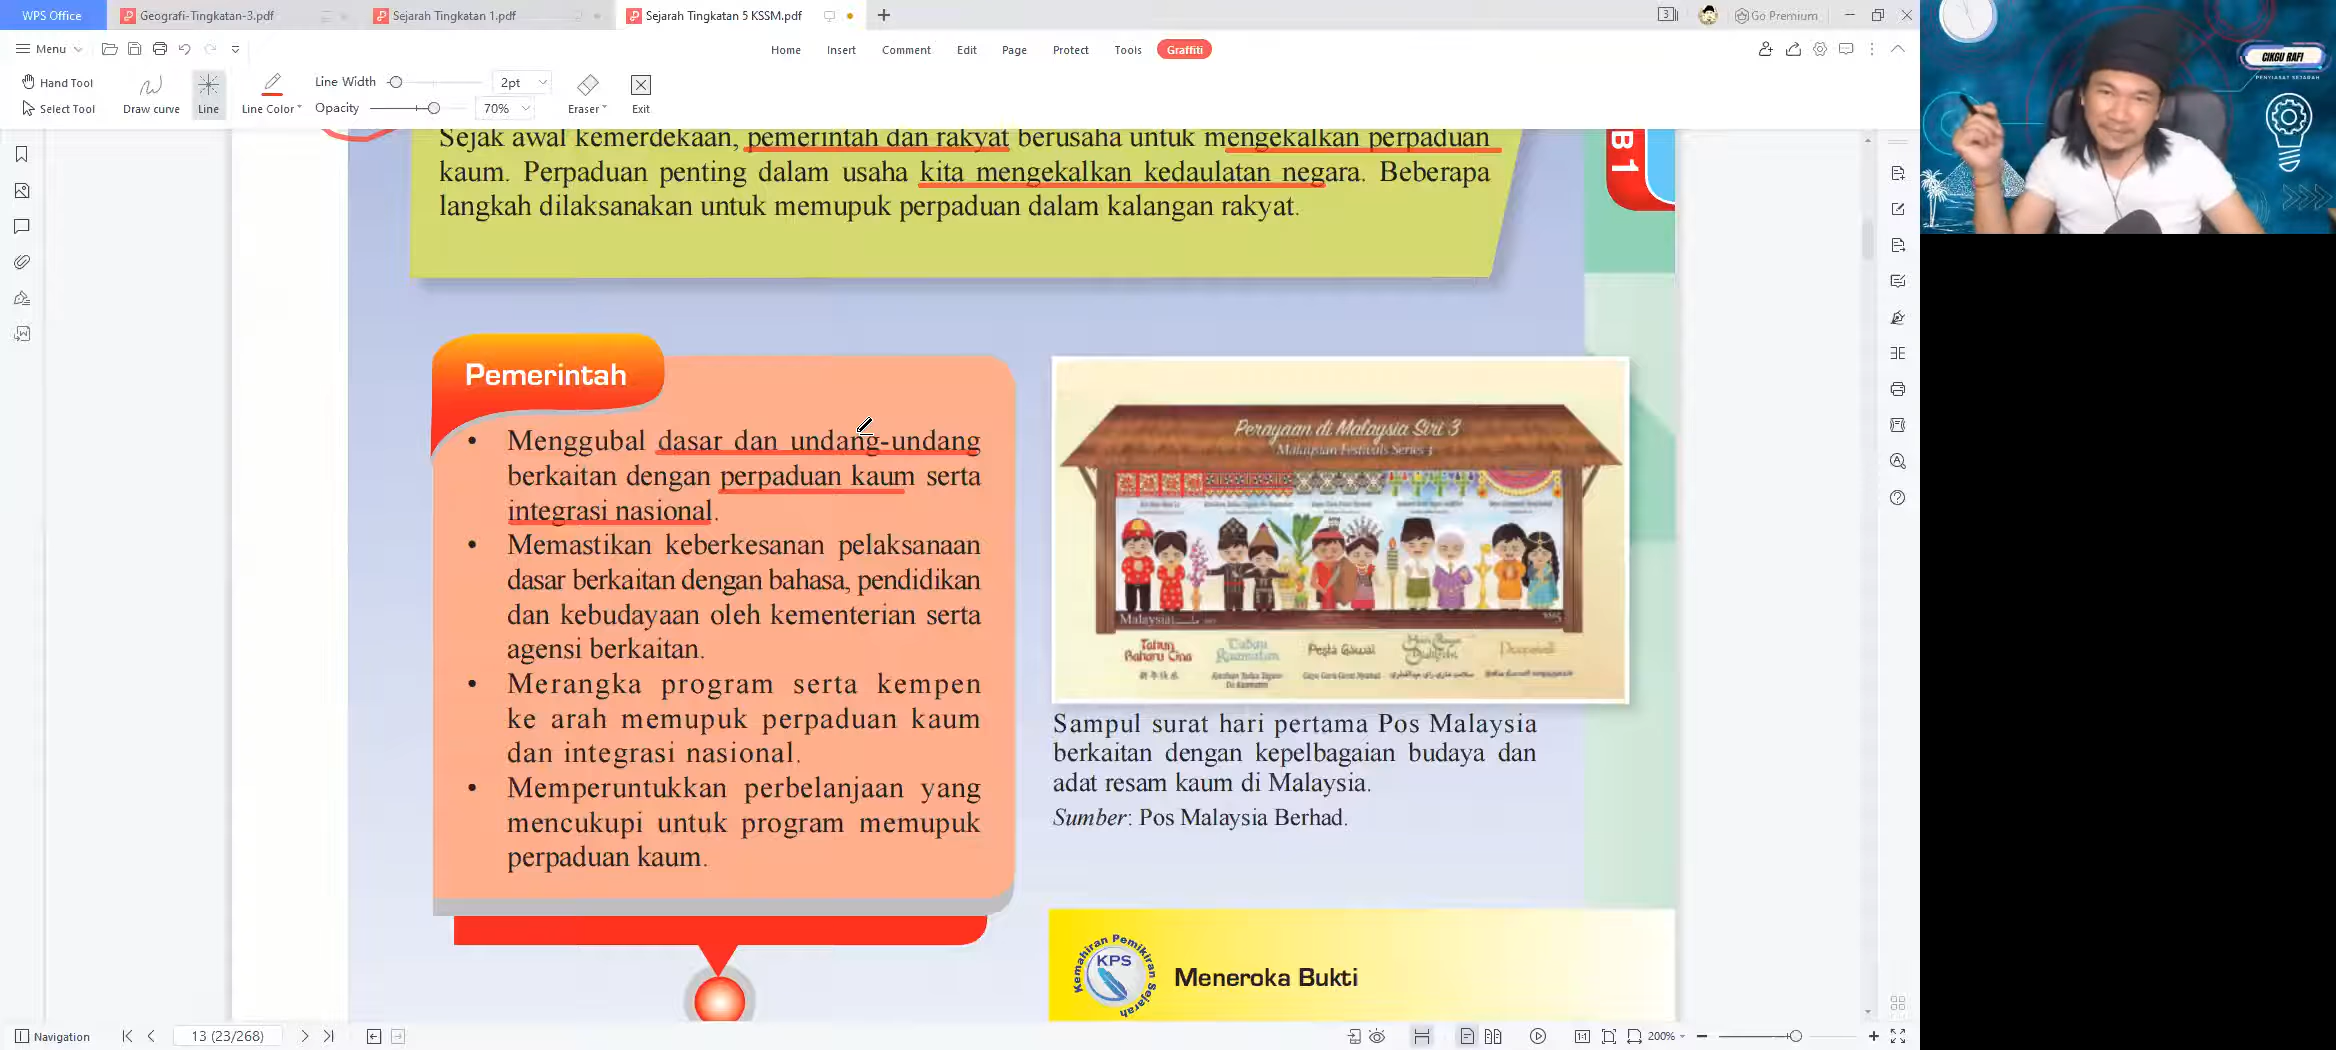 WPS Office
Geografi-Tingkatan-3.pdf
Sejarah Tingkatan 1.pdf
Sejarah Tingkatan 5 KSSM.pdf
3
Go Premium
Menu
Home
Insert
Comment
Edit
Page
Protect
Tools
Graffiti
Hand Tool
Select Tool
Draw curve
Line
Line Color
Line Width
2pt
Opacity
70%
Eraser
Exit
CIKGU RAFI
PENYIASAT SEJARAH
Sejak awal kemerdekaan, pemerintah dan rakyat berusaha untuk mengekalkan perpaduan
kaum. Perpaduan penting dalam usaha kita mengekalkan kedaulatan negara. Beberapa
langkah dilaksanakan untuk memupuk perpaduan dalam kalangan rakyat.
B 1
Pemerintah
• Menggubal dasar dan undang-undang
berkaitan dengan perpaduan kaum serta
integrasi nasional.
• Memastikan keberkesanan pelaksanaan
dasar berkaitan dengan bahasa, pendidikan
dan kebudayaan oleh kementerian serta
agensi berkaitan.
• Merangka program serta kempen
ke arah memupuk perpaduan kaum
dan integrasi nasional.
• Memperuntukkan perbelanjaan yang
mencukupi untuk program memupuk
perpaduan kaum.
Perayaan di Malaysia Siri 3
Malaysian Festivals Series 3
Malaysia
Tahun
Baharu Cina
Pesta Gawai
Sampul surat hari pertama Pos Malaysia
berkaitan dengan kepelbagaian budaya dan
adat resam kaum di Malaysia.
Sumber: Pos Malaysia Berhad.
Kemahiran Pemikiran Sejarah
KPS
Meneroka Bukti
Navigation
13 (23/268)
1:1
200%